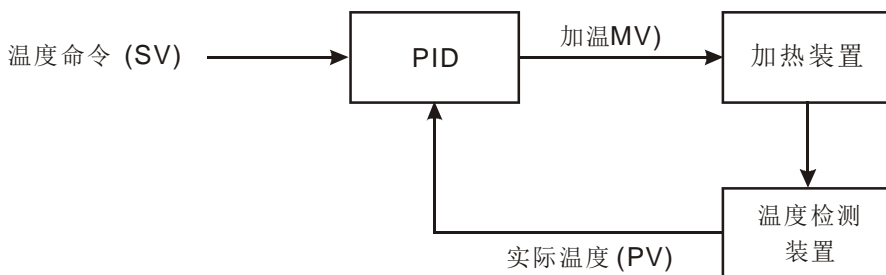 温度命令 (SV)
PID
加温MV)
加热装置
温度检测
装置
实际温度 (PV)